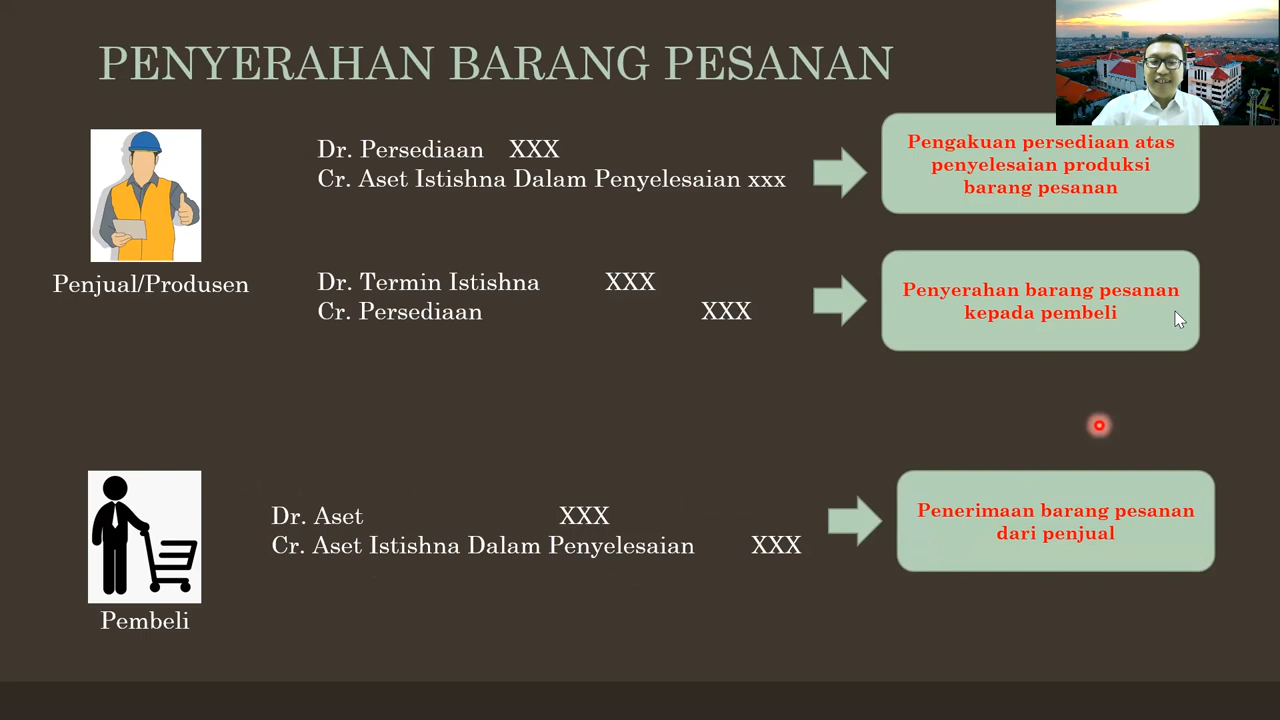 PENYERAHAN BARANG PESANAN
Dr. Persediaan XXX
Cr. Aset Istishna Dalam Penyelesaian xxx
Pengakuan persediaan atas
penyelesaian produksi
barang pesanan
Penjual/Produsen
Dr. Termin Istishna XXX
Cr. Persediaan XXX
Penyerahan barang pesanan
kepada pembeli
Dr. Aset XXX
Cr. Aset Istishna Dalam Penyelesaian XXX
Penerimaan barang pesanan
dari penjual
Pembeli